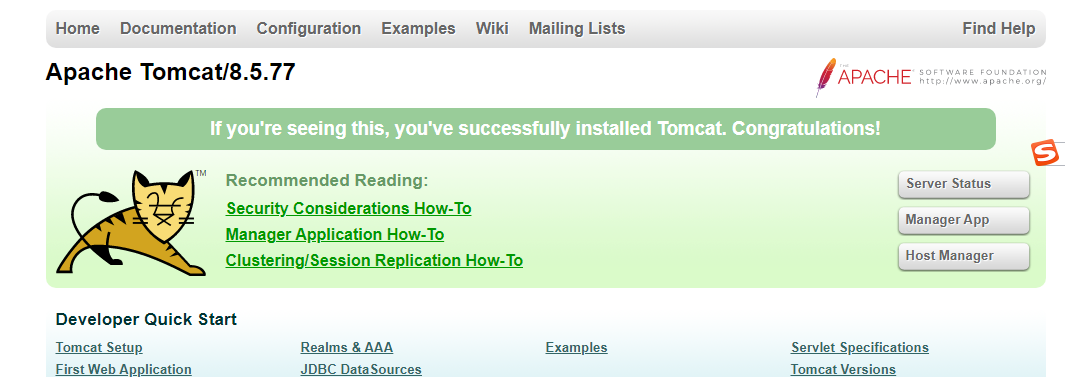 Home Documentation Configuration Examples Wiki Mailing Lists Find Help
Apache Tomcat/8.5.77
THE
APACHE SOFTWARE FOUNDATION
http://www.apache.org/
If you're seeing this, you've successfully installed Tomcat. Congratulations!
TM
Recommended Reading:
Security Considerations How-To
Manager Application How-To
Clustering/Session Replication How-To
Server Status
Manager App
Host Manager
S
Developer Quick Start
Tomcat Setup Realms & AAA Examples Servlet Specifications
First Web Application JDBC DataSources Tomcat Versions